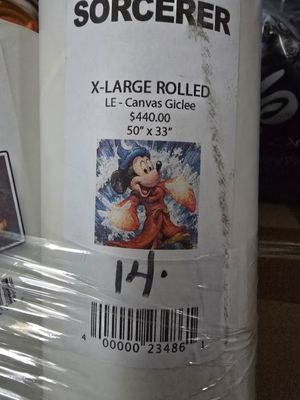 SORCERER
X-LARGE ROLLED
LE - Canvas Giclee
$440.00
50" x 33"
14.
4 00000 23486 1